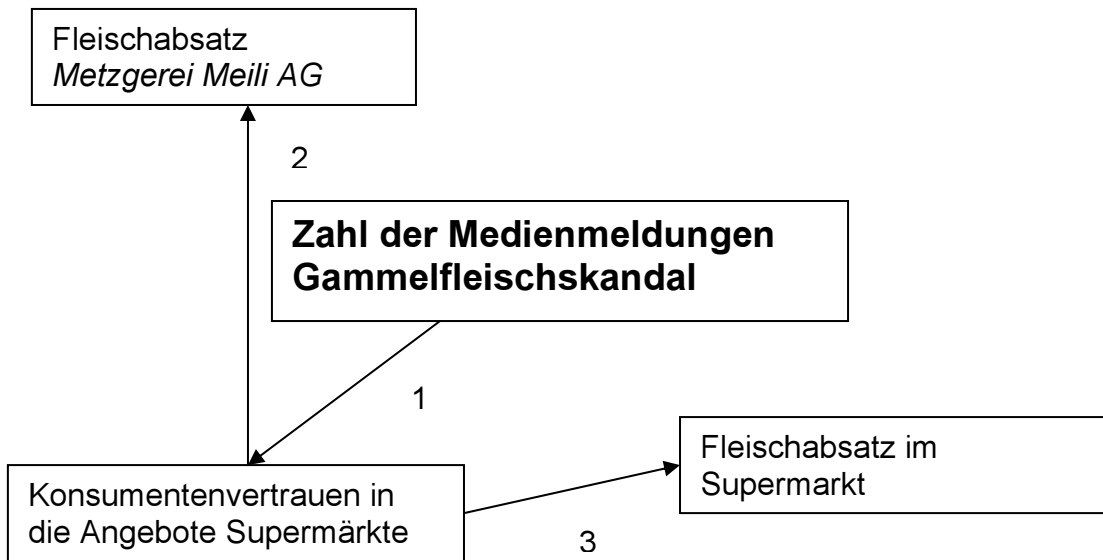 Fleischabsatz
Metzgerei Meili AG
2
Zahl der Medienmeldungen
Gammelfleischskandal
1
Fleischabsatz im
Supermarkt
Konsumentenvertrauen in
die Angebote Supermärkte
3